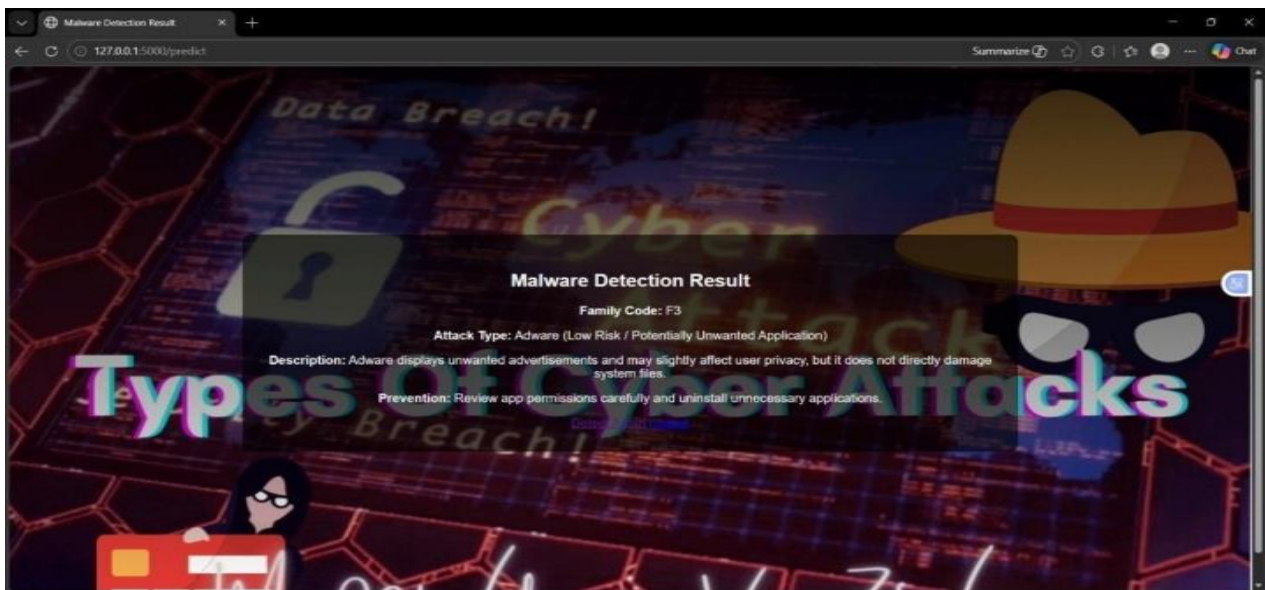 Malware Detection Result
127.0.0.1:5000/predict
Summarize
Chat
Data Breach!
Cyber
Attack
Malware Detection Result
Family Code: F3
Attack Type: Adware (Low Risk / Potentially Unwanted Application)
Description: Adware displays unwanted advertisements and may slightly affect user privacy, but it does not directly damage
system files.
Types Of Cyber Attacks
Prevention: Review app permissions carefully and uninstall unnecessary applications.
Breach!